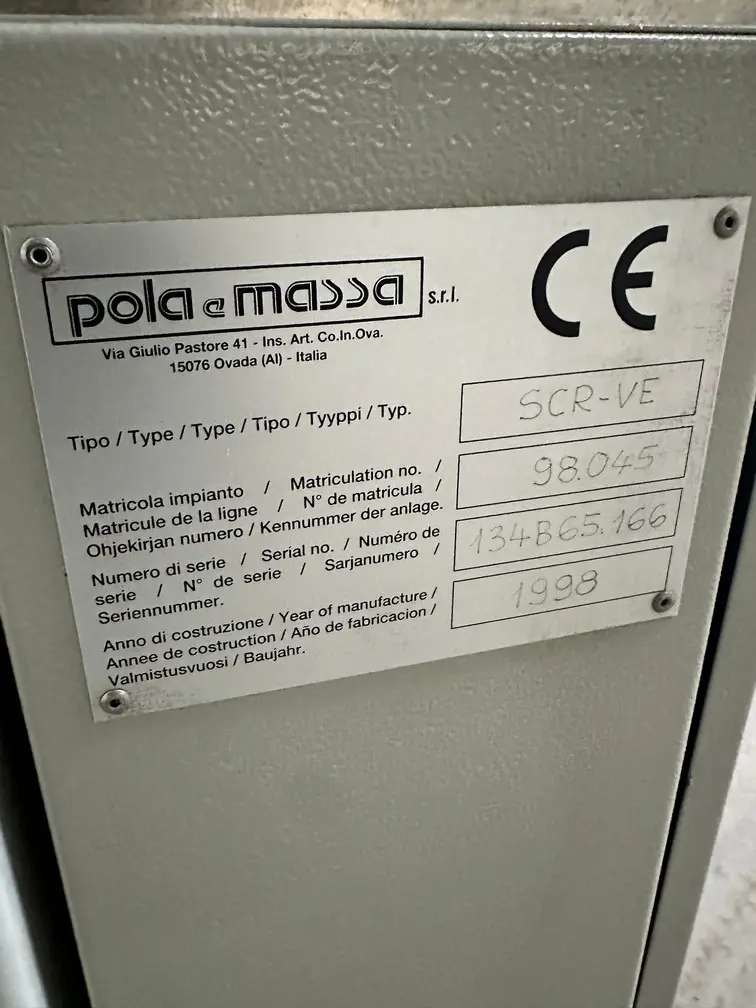 pola e massa s.r.l.
CE
Via Giulio Pastore 41 - Ins. Art. Co.In.Ova.
15076 Ovada (Al) - Italia
Tipo / Type / Type / Tipo / Tyyppi / Typ.
SCR-VE
Matricola impianto / Matriculation no. /
Matricule de la ligne / N° de matricula /
Ohjekirjan numero / Kennummer der anlage.
98.045
Numero di serie / Serial no. / Numéro de
serie / N° de serie / Sarjanumero /
Seriennummer.
134B65.166
Anno di costruzione / Year of manufacture /
Annee de costruction / Año de fabricacion /
Valmistusvuosi / Baujahr.
1998